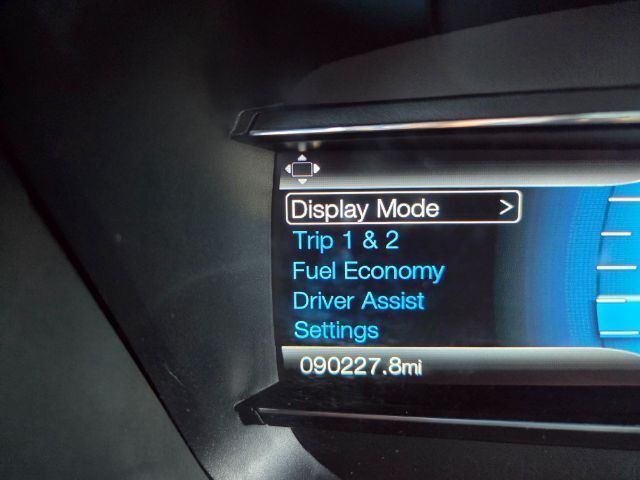 Display Mode >
Trip 1 & 2
Fuel Economy
Driver Assist
Settings
090227.8mi